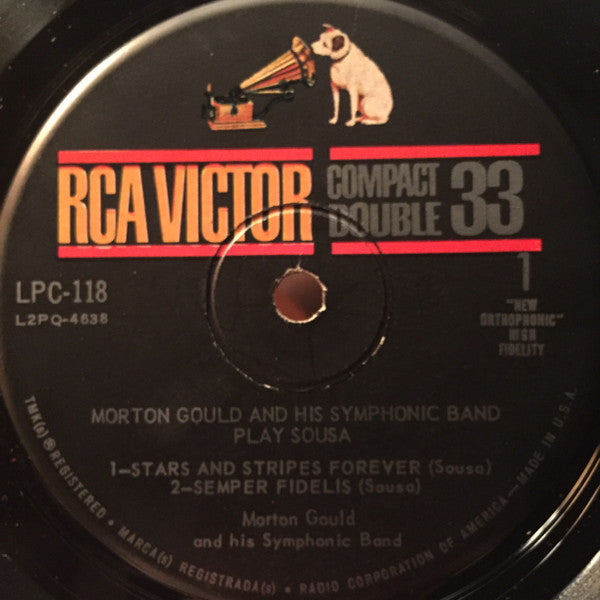 RCA VICTOR
COMPACT
DOUBLE 33
LPC-118
L2PQ-4638
1
"NEW
ORTHOPHONIC"
HIGH
FIDELITY
MORTON GOULD AND HIS SYMPHONIC BAND
PLAY SOUSA
1—STARS AND STRIPES FOREVER (Sousa)
2—SEMPER FIDELIS (Sousa)
Morton Gould
and his Symphonic Band
TMK(s) ® REGISTERED • MARCA(s) REGISTRADA(s) • RADIO CORPORATION OF AMERICA—MADE IN U.S.A.